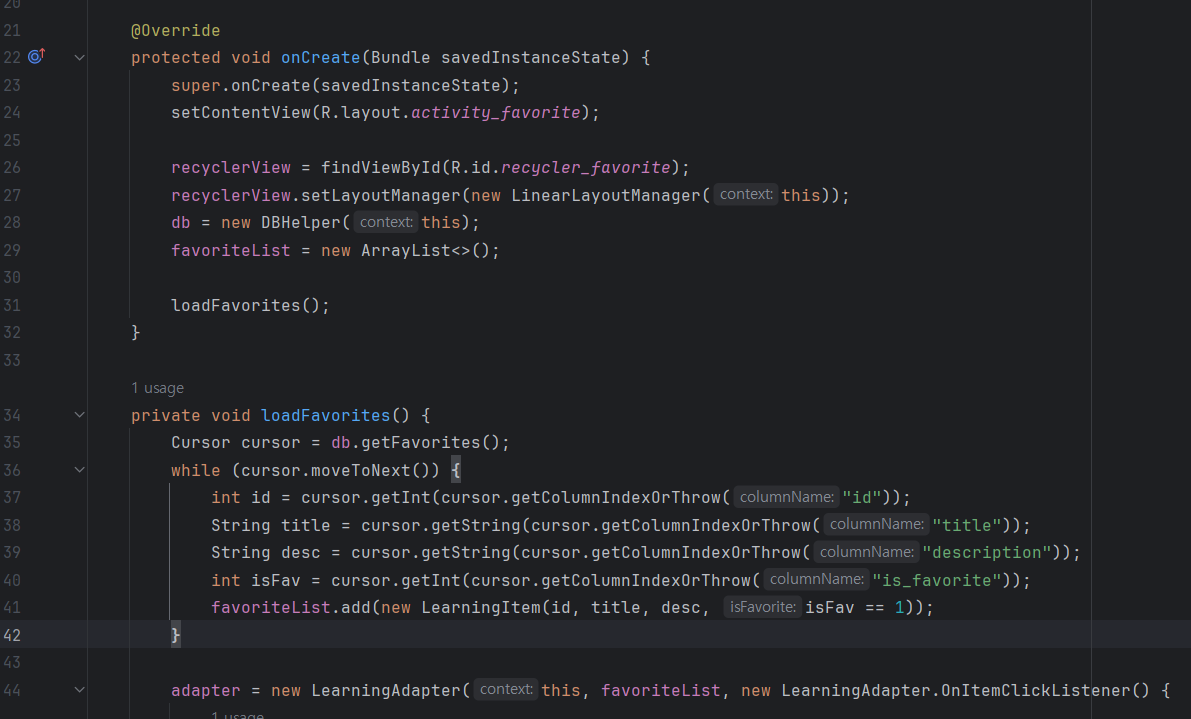 20
21 @Override
22 protected void onCreate(Bundle savedInstanceState) {
23 super.onCreate(savedInstanceState);
24 setContentView(R.layout.activity_favorite);
25
26 recyclerView = findViewById(R.id.recycler_favorite);
27 recyclerView.setLayoutManager(new LinearLayoutManager( context: this));
28 db = new DBHelper( context: this);
29 favoriteList = new ArrayList<>();
30
31 loadFavorites();
32 }
33
1 usage
34 private void loadFavorites() {
35 Cursor cursor = db.getFavorites();
36 while (cursor.moveToNext()) {
37 int id = cursor.getInt(cursor.getColumnIndexOrThrow( columnName: "id"));
38 String title = cursor.getString(cursor.getColumnIndexOrThrow( columnName: "title"));
39 String desc = cursor.getString(cursor.getColumnIndexOrThrow( columnName: "description"));
40 int isFav = cursor.getInt(cursor.getColumnIndexOrThrow( columnName: "is_favorite"));
41 favoriteList.add(new LearningItem(id, title, desc, isFavorite: isFav == 1));
42 }
43
44 adapter = new LearningAdapter( context: this, favoriteList, new LearningAdapter.OnItemClickListener() {
1 usage